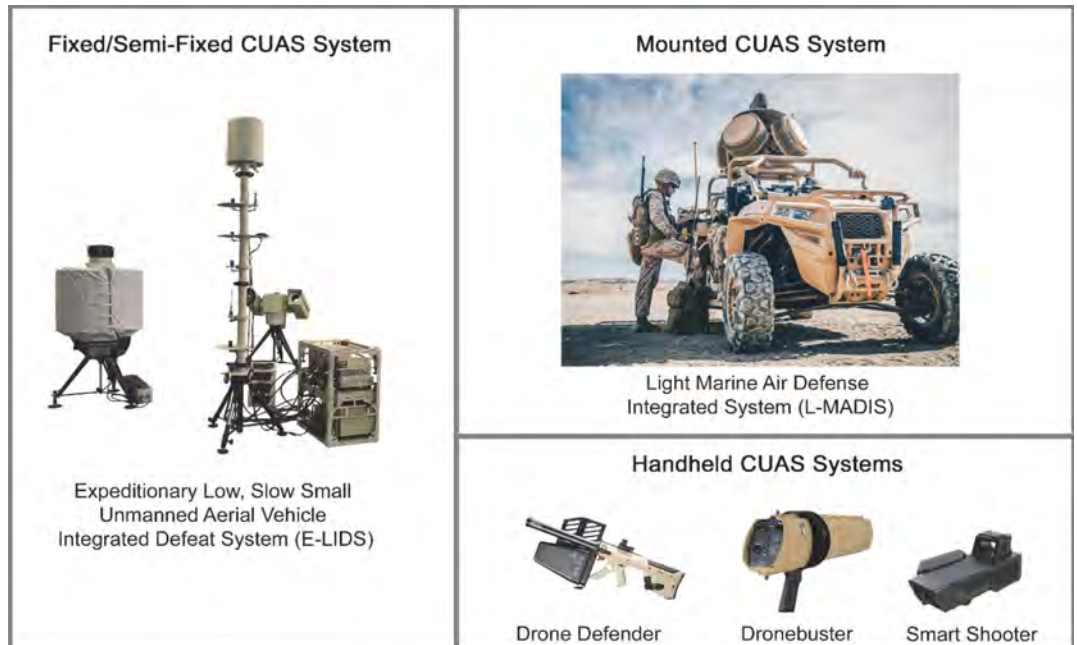 Fixed/Semi-Fixed CUAS System
Expeditionary Low, Slow Small
Unmanned Aerial Vehicle
Integrated Defeat System (E-LIDS)
Mounted CUAS System
Light Marine Air Defense
Integrated System (L-MADIS)
Handheld CUAS Systems
Drone Defender
Dronebuster
Smart Shooter